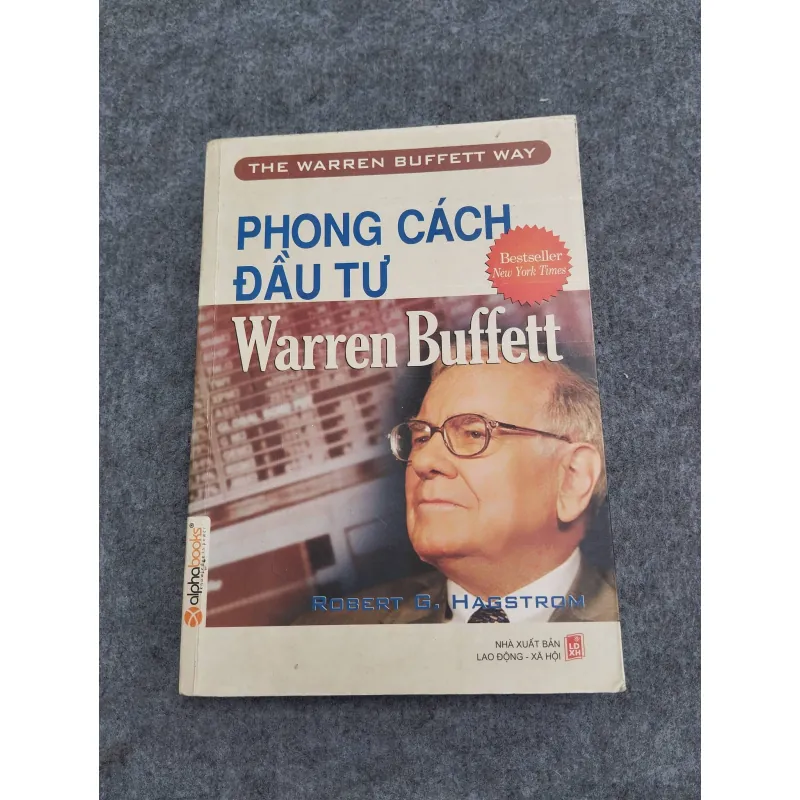 THE WARREN BUFFETT WAY
PHONG CÁCH
ĐẦU TƯ
Bestseller
New York Times
Warren Buffett
alphabooks®
ROBERT G. HAGSTROM
NHÀ XUẤT BẢN
LAO ĐỘNG - XÃ HỘI
LD
XH